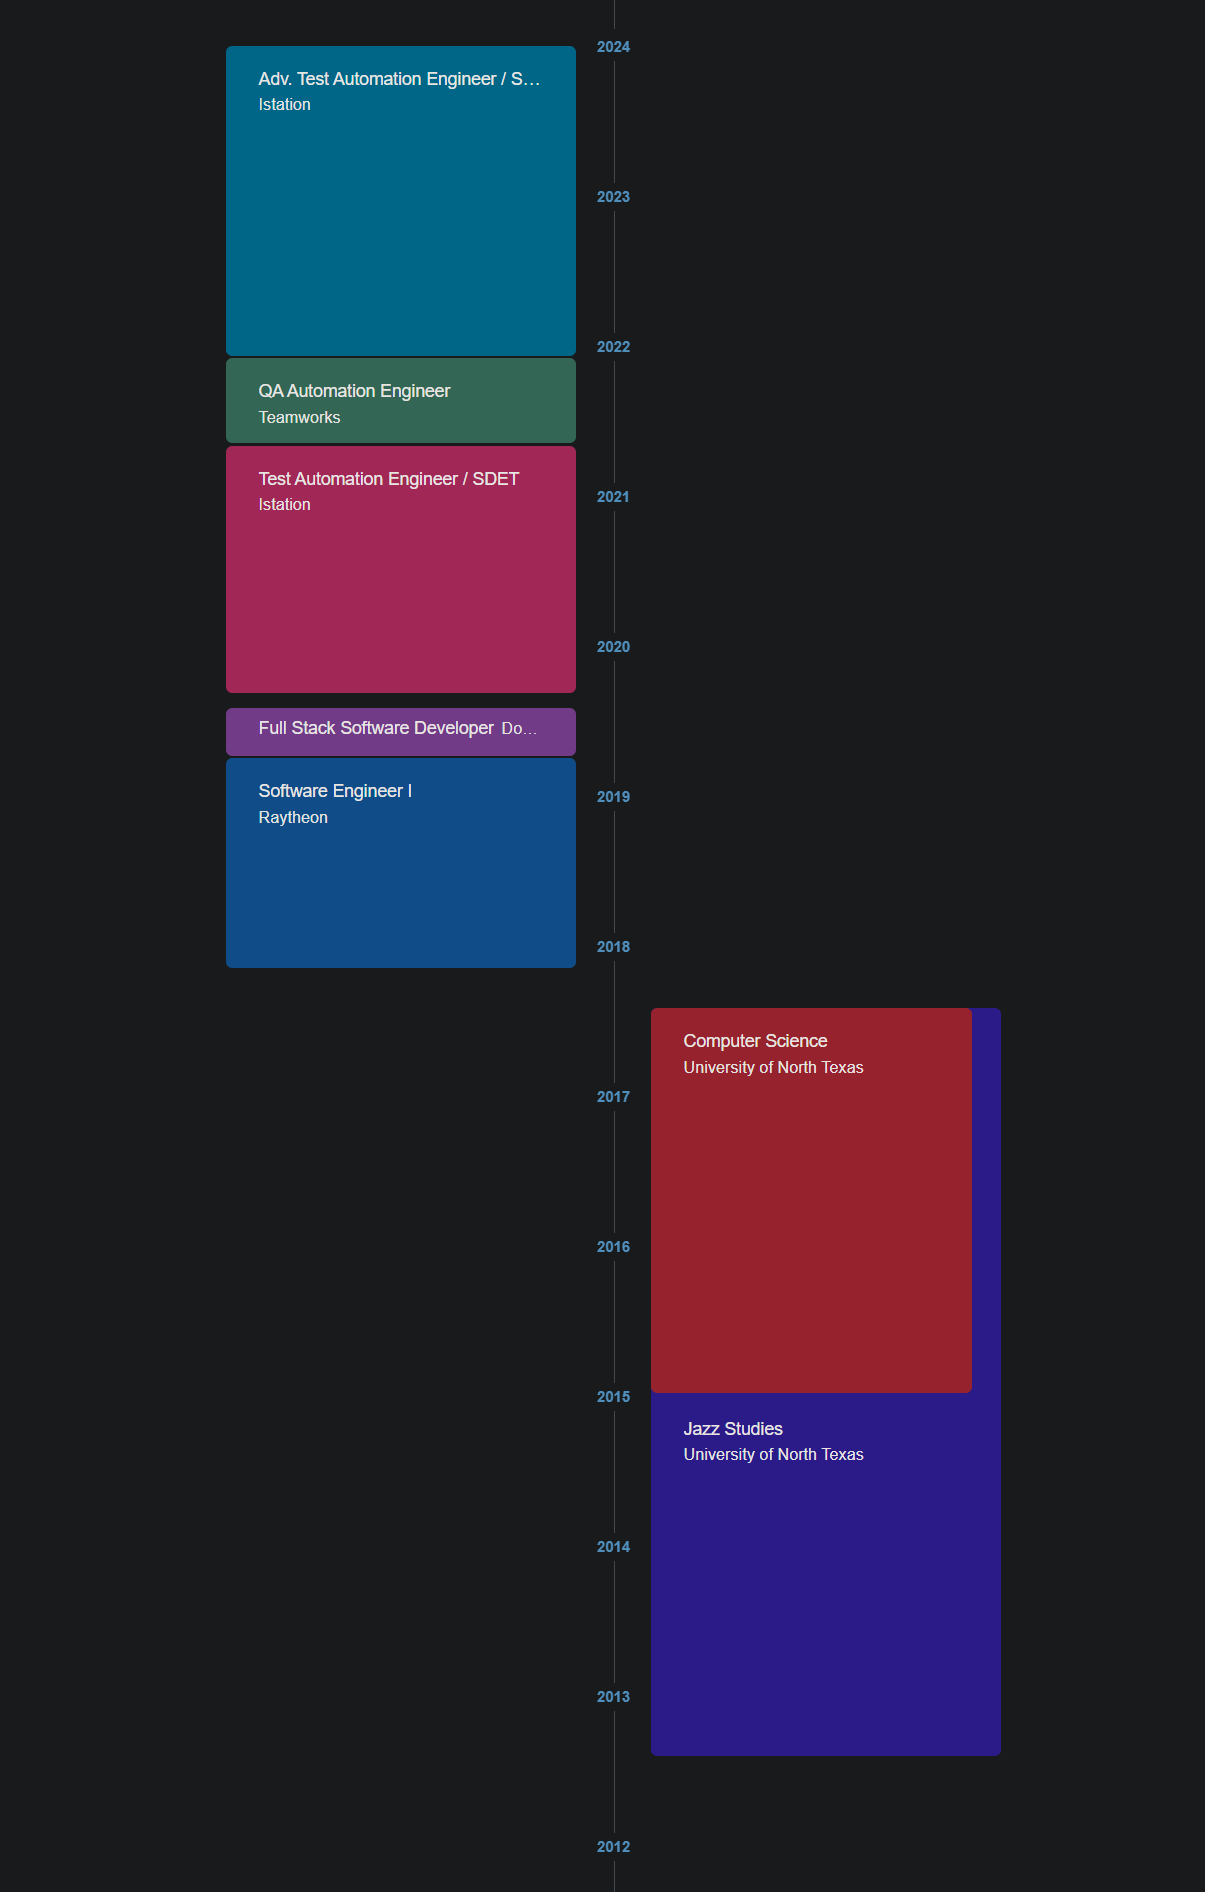 2024
Adv. Test Automation Engineer / S...
Istation
2023
2022
QA Automation Engineer
Teamworks
Test Automation Engineer / SDET
Istation
2021
2020
Full Stack Software Developer Do...
Software Engineer I
Raytheon
2019
2018
Computer Science
University of North Texas
2017
2016
2015
Jazz Studies
University of North Texas
2014
2013
2012